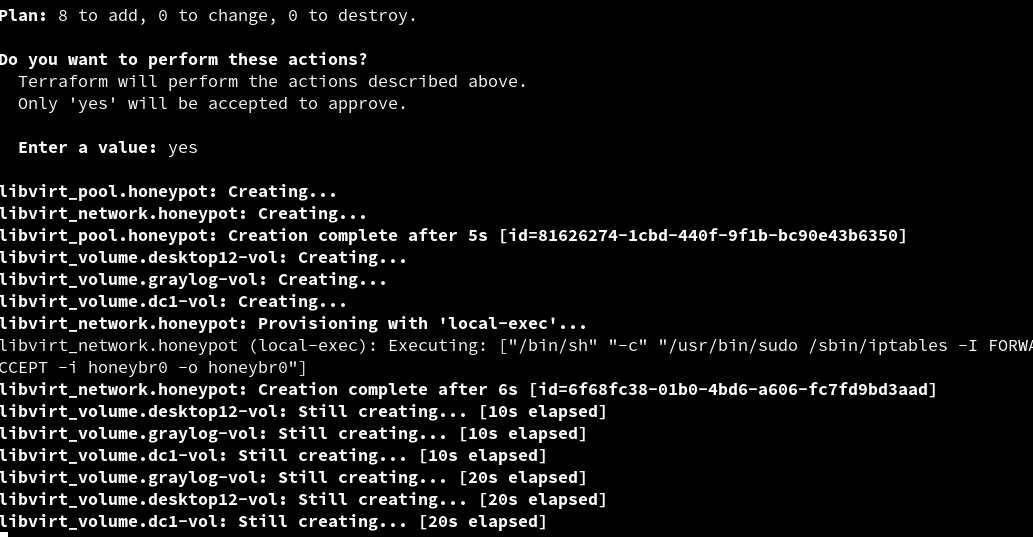 Plan: 8 to add, 0 to change, 0 to destroy.
Do you want to perform these actions?
Terraform will perform the actions described above.
Only 'yes' will be accepted to approve.
Enter a value: yes
libvirt_pool.honeypot: Creating...
libvirt_network.honeypot: Creating...
libvirt_pool.honeypot: Creation complete after 5s [id=81626274-1cbd-440f-9f1b-bc90e43b6350]
libvirt_volume.desktop12-vol: Creating...
libvirt_volume.graylog-vol: Creating...
libvirt_volume.dc1-vol: Creating...
libvirt_network.honeypot: Provisioning with 'local-exec'...
libvirt_network.honeypot (local-exec): Executing: ["/bin/sh" "-c" "/usr/bin/sudo /sbin/iptables -I FORWA
CCEPT -i honeybr0 -o honeybr0"]
libvirt_network.honeypot: Creation complete after 6s [id=6f68fc38-01b0-4bd6-a606-fc7fd9bd3aad]
libvirt_volume.desktop12-vol: Still creating... [10s elapsed]
libvirt_volume.graylog-vol: Still creating... [10s elapsed]
libvirt_volume.dc1-vol: Still creating... [10s elapsed]
libvirt_volume.graylog-vol: Still creating... [20s elapsed]
libvirt_volume.desktop12-vol: Still creating... [20s elapsed]
libvirt_volume.dc1-vol: Still creating... [20s elapsed]